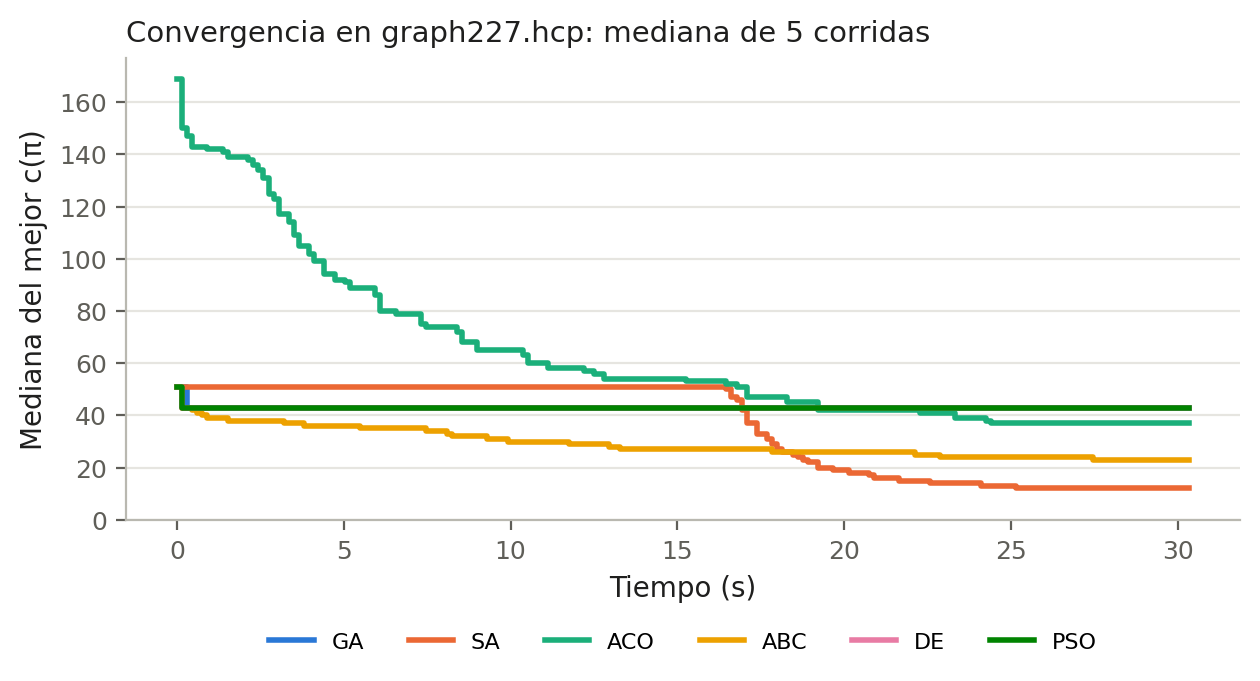 Convergencia en graph227.hcp: mediana de 5 corridas
Mediana del mejor c(π)
160
140
120
100
80
60
40
20
0
0 5 10 15 20 25 30
Tiempo (s)
GA SA ACO ABC DE PSO